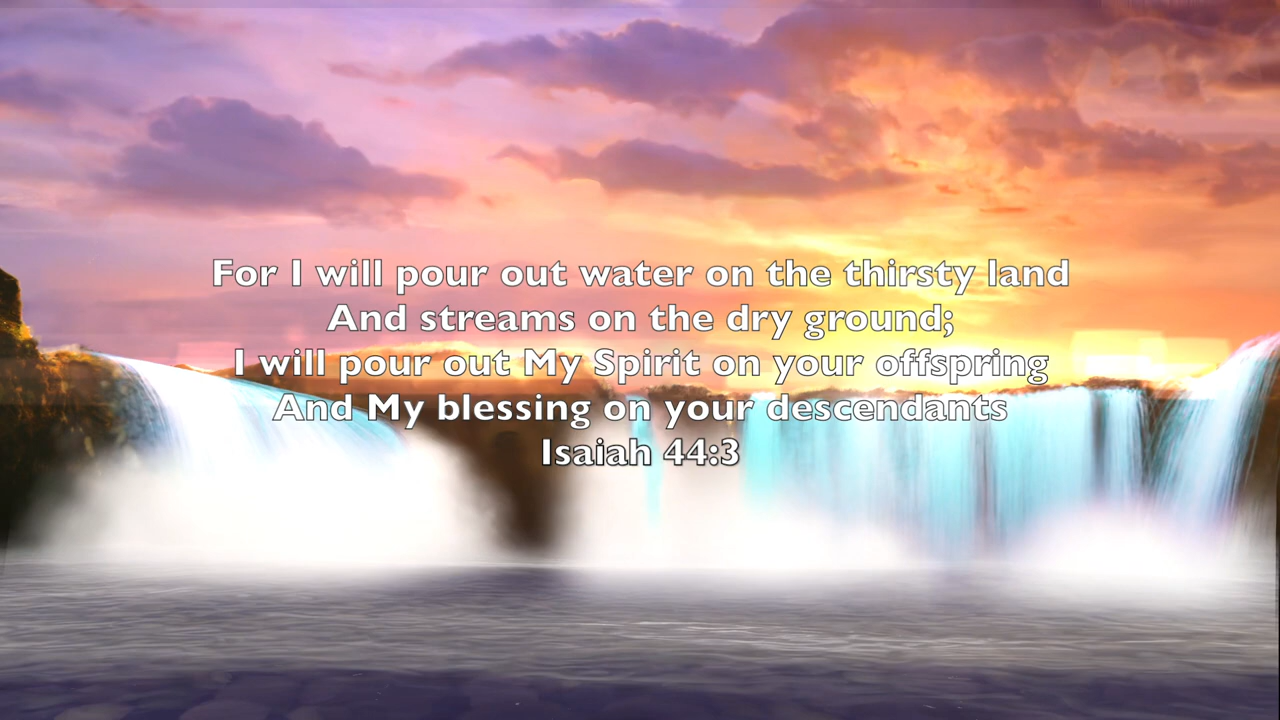 For I will pour out water on the thirsty land
And streams on the dry ground;
I will pour out My Spirit on your offspring
And My blessing on your descendants
Isaiah 44:3